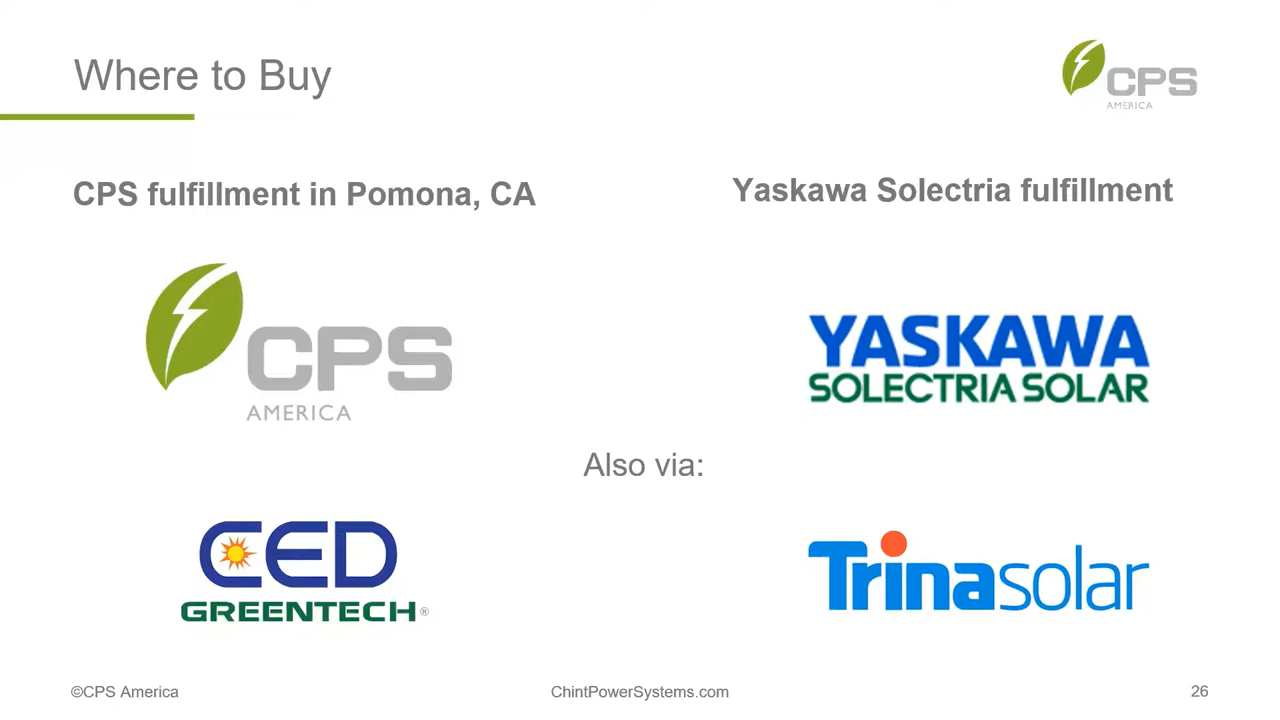 Where to Buy
CPS
AMERICA
CPS fulfillment in Pomona, CA
Yaskawa Solectria fulfillment
CPS
AMERICA
YASKAWA
SOLECTRIA SOLAR
Also via:
CED
GREENTECH®
Trinasolar
©CPS America
ChintPowerSystems.com
26